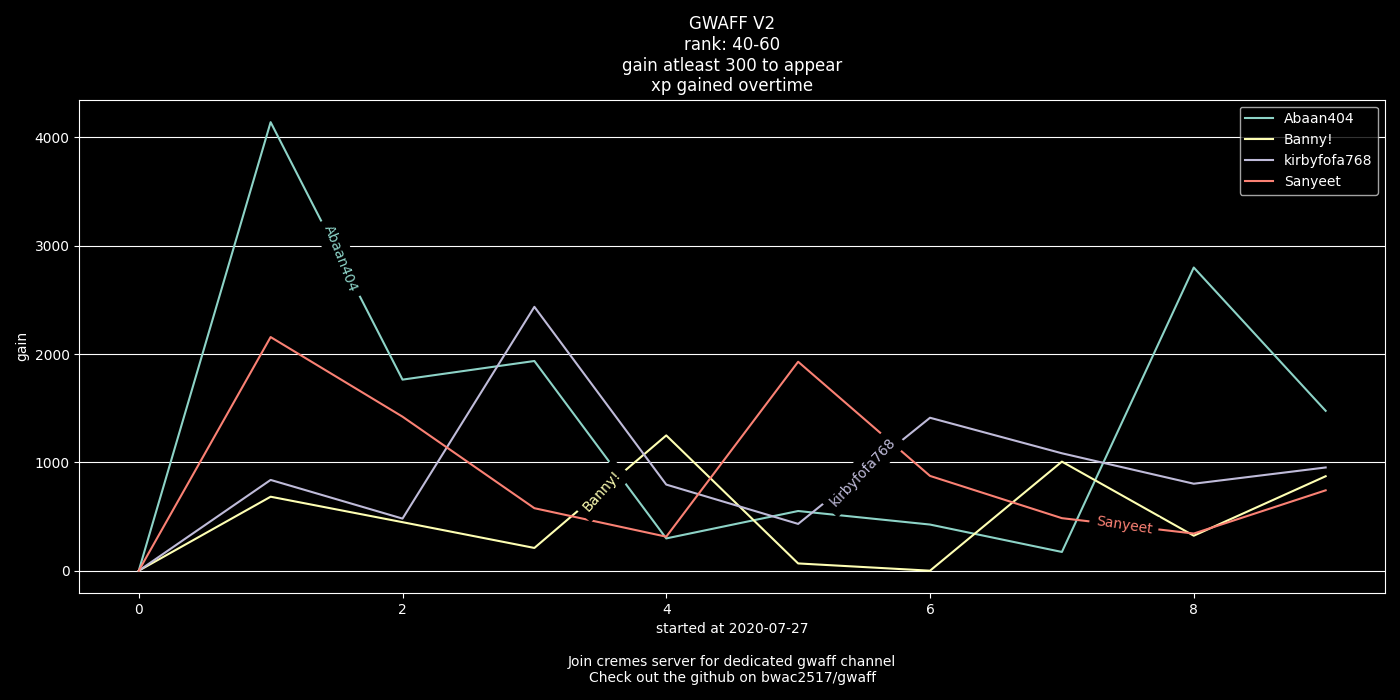 GWAFF V2
rank: 40-60
gain atleast 300 to appear
xp gained overtime
Abaan404
Banny!
kirbyfofa768
Sanyeet
4000
3000
2000
1000
0
gain
Abaan404
Banny!
kirbyfofa768
Sanyeet
0 2 4 6 8
started at 2020-07-27
Join cremes server for dedicated gwaff channel
Check out the github on bwac2517/gwaff